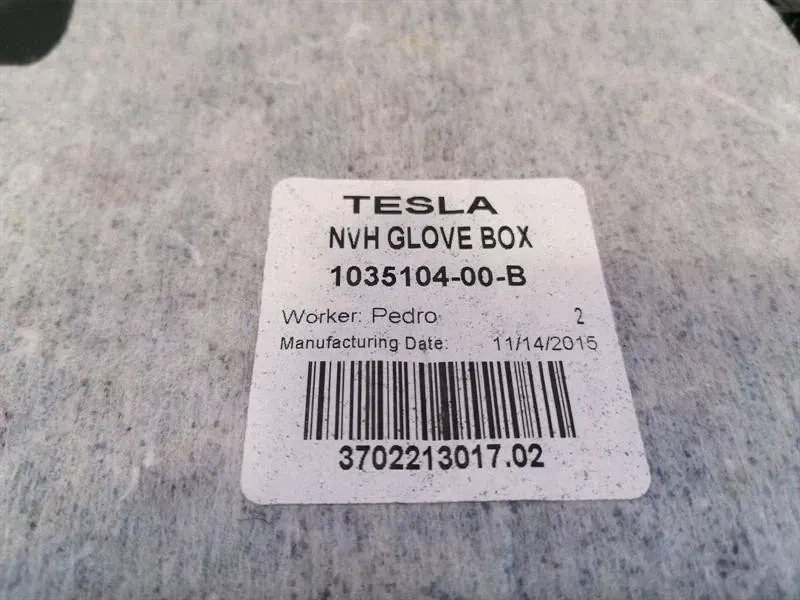 TESLA
NVH GLOVE BOX
1035104-00-B
Worker: Pedro 2
Manufacturing Date: 11/14/2015
3702213017.02